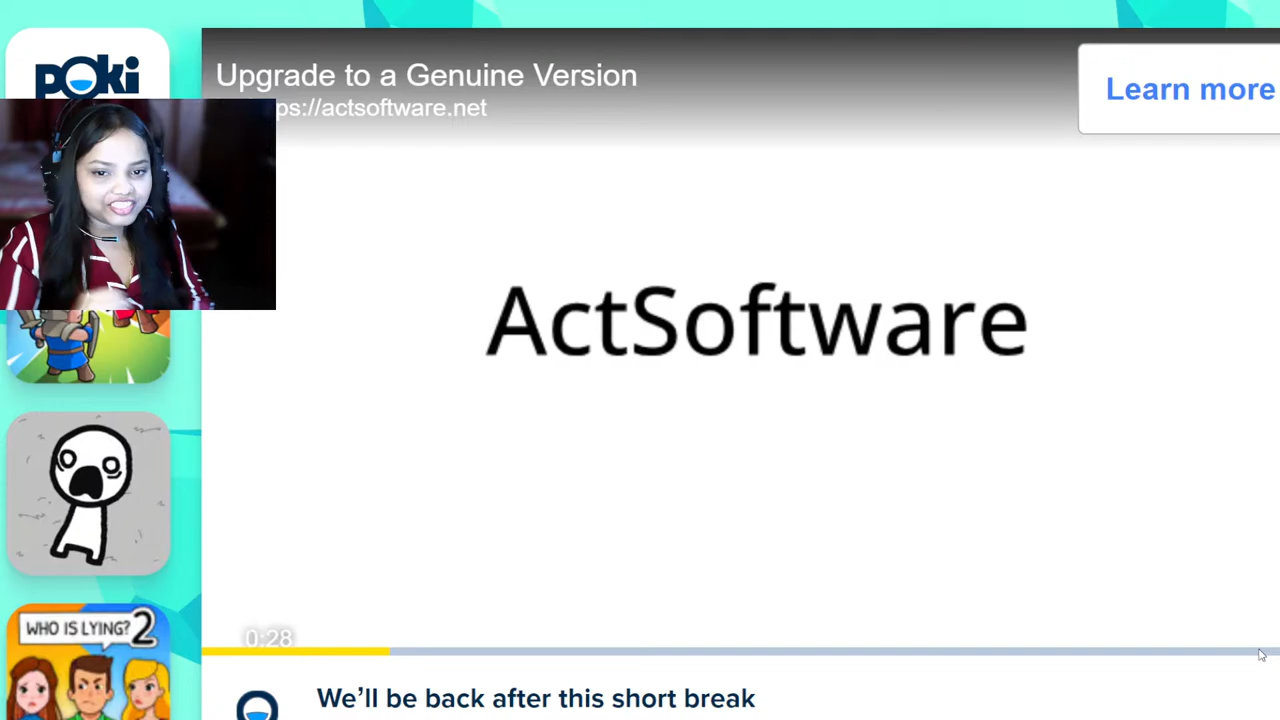 poki
Upgrade to a Genuine Version
ps://actsoftware.net
Learn more
ActSoftware
WHO IS LYING? 2
0:28
We’ll be back after this short break